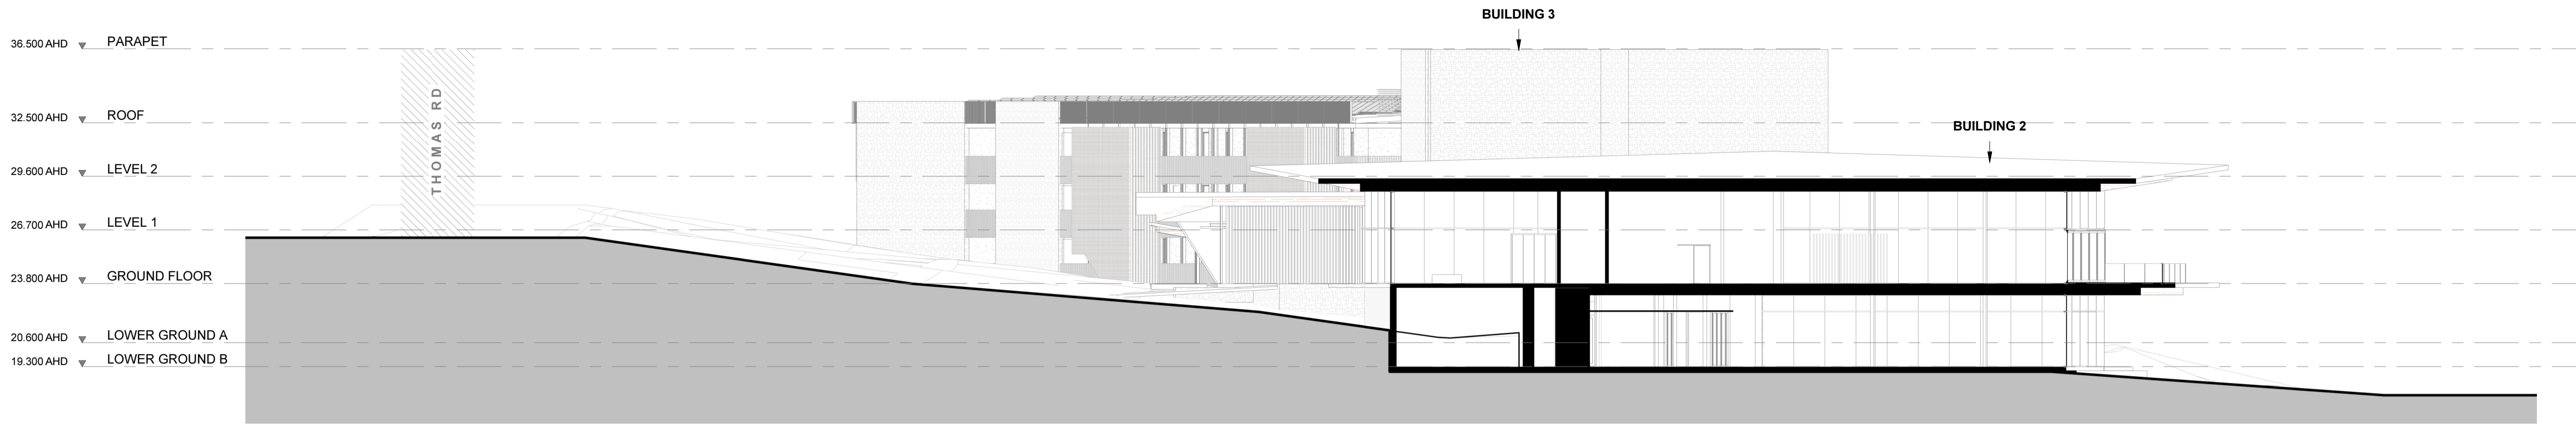 BUILDING 3
36.500 AHD PARAPET
32.500 AHD ROOF
BUILDING 2
29.600 AHD LEVEL 2
THOMAS RD
26.700 AHD LEVEL 1
23.800 AHD GROUND FLOOR
20.600 AHD LOWER GROUND A
19.300 AHD LOWER GROUND B